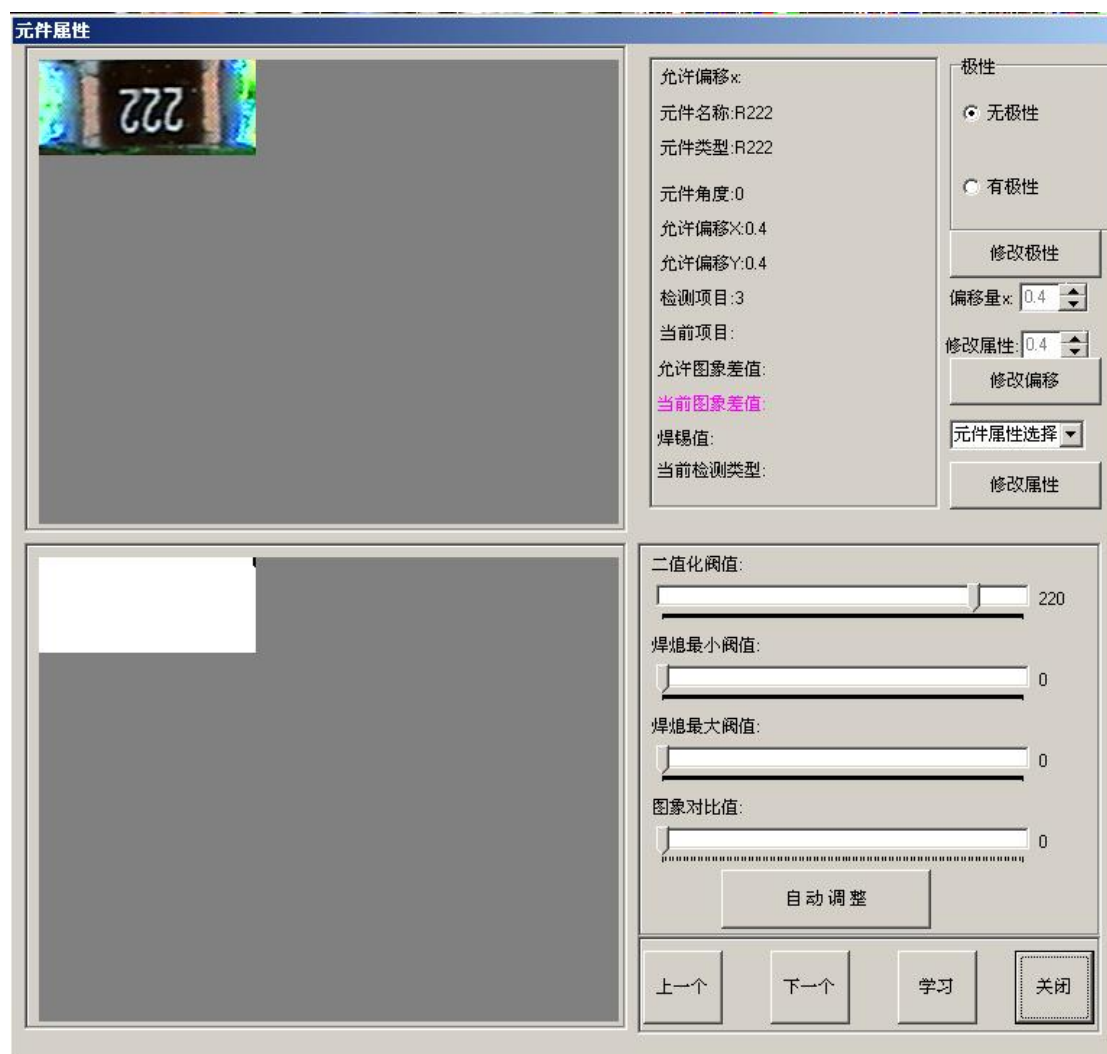 元件属性
222
允许偏移x:
元件名称:R222
元件类型:R222
元件角度:0
允许偏移X:0.4
允许偏移Y:0.4
检测项目:3
当前项目:
允许图象差值:
当前图象差值:
焊锡值:
当前检测类型:
极性
无极性
有极性
修改极性
偏移量x: 0.4
修改属性: 0.4
修改偏移
元件属性选择
修改属性
二值化阀值:
220
焊熄最小阀值:
0
焊熄最大阀值:
0
图象对比值:
0
自动调整
上一个
下一个
学习
关闭